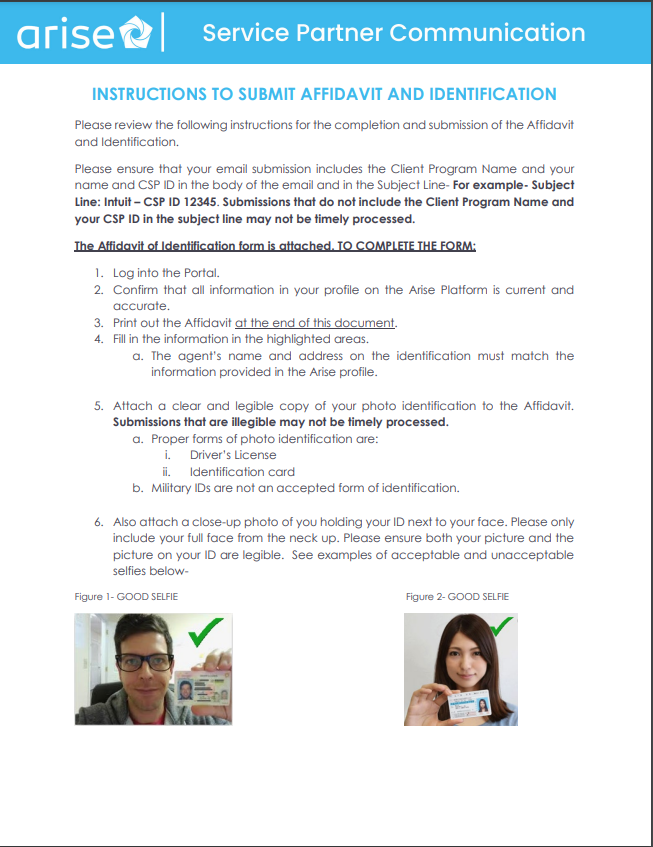 arise
Service Partner Communication
INSTRUCTIONS TO SUBMIT AFFIDAVIT AND IDENTIFICATION
Please review the following instructions for the completion and submission of the Affidavit
and Identification.
Please ensure that your email submission includes the Client Program Name and your
name and CSP ID in the body of the email and in the Subject Line- For example- Subject
Line: Intuit – CSP ID 12345. Submissions that do not include the Client Program Name and
your CSP ID in the subject line may not be timely processed.
The Affidavit of Identification form is attached. TO COMPLETE THE FORM:
1. Log into the Portal.
2. Confirm that all information in your profile on the Arise Platform is current and
accurate.
3. Print out the Affidavit at the end of this document.
4. Fill in the information in the highlighted areas.
a. The agent's name and address on the identification must match the
information provided in the Arise profile.
5. Attach a clear and legible copy of your photo identification to the Affidavit.
Submissions that are illegible may not be timely processed.
a. Proper forms of photo identification are:
i. Driver's License
ii. Identification card
b. Military IDs are not an accepted form of identification.
6. Also attach a close-up photo of you holding your ID next to your face. Please only
include your full face from the neck up. Please ensure both your picture and the
picture on your ID are legible. See examples of acceptable and unacceptable
selfies below-
Figure 1- GOOD SELFIE
Figure 2- GOOD SELFIE